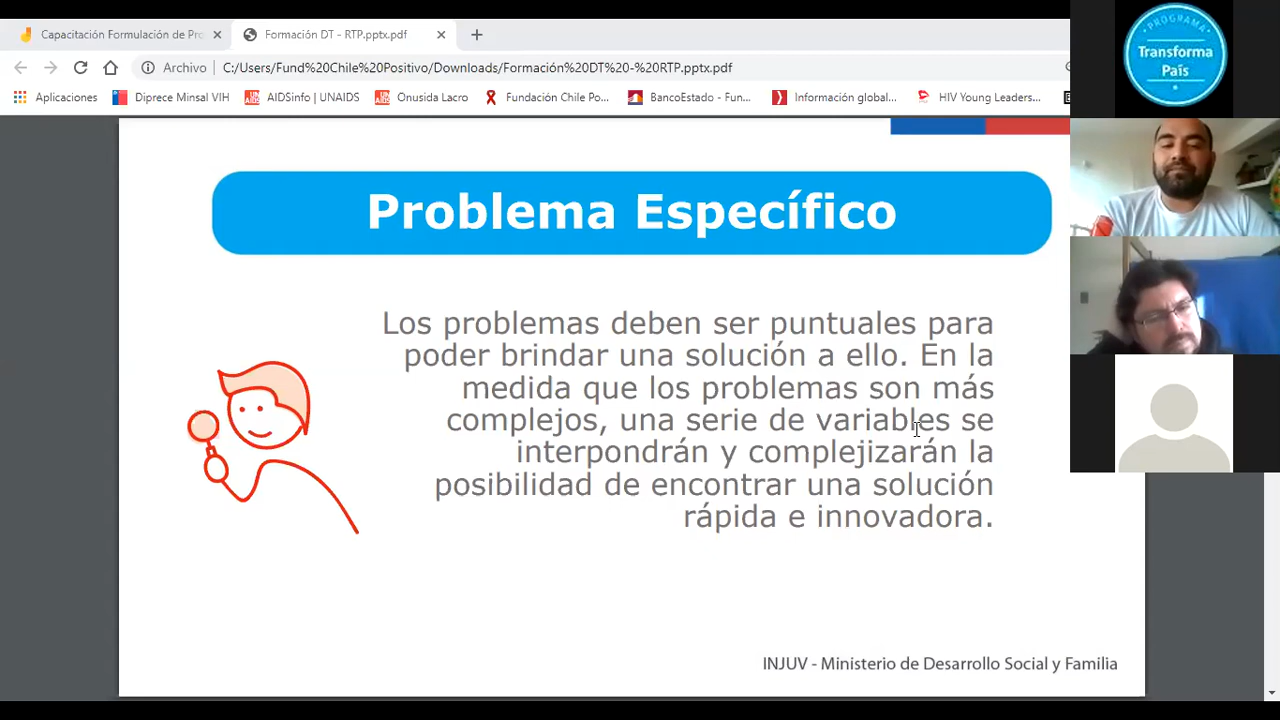 Capacitación Formulación de Pro
Formación DT - RTP.pptx.pdf
Archivo
C:/Users/Fund%20Chile%20Positivo/Downloads/Formación%20DT%20-%20RTP.pptx.pdf
Aplicaciones
Diprece Minsal VIH
AIDSinfo | UNAIDS
Onusida Lacro
Fundación Chile Po...
BancoEstado - Fun...
Información global...
HIV Young Leaders...
PROGRAMA
Transforma
País
Problema Específico
Los problemas deben ser puntuales para
poder brindar una solución a ello. En la
medida que los problemas son más
complejos, una serie de variables se
interpondrán y complejizarán la
posibilidad de encontrar una solución
rápida e innovadora.
INJUV - Ministerio de Desarrollo Social y Familia